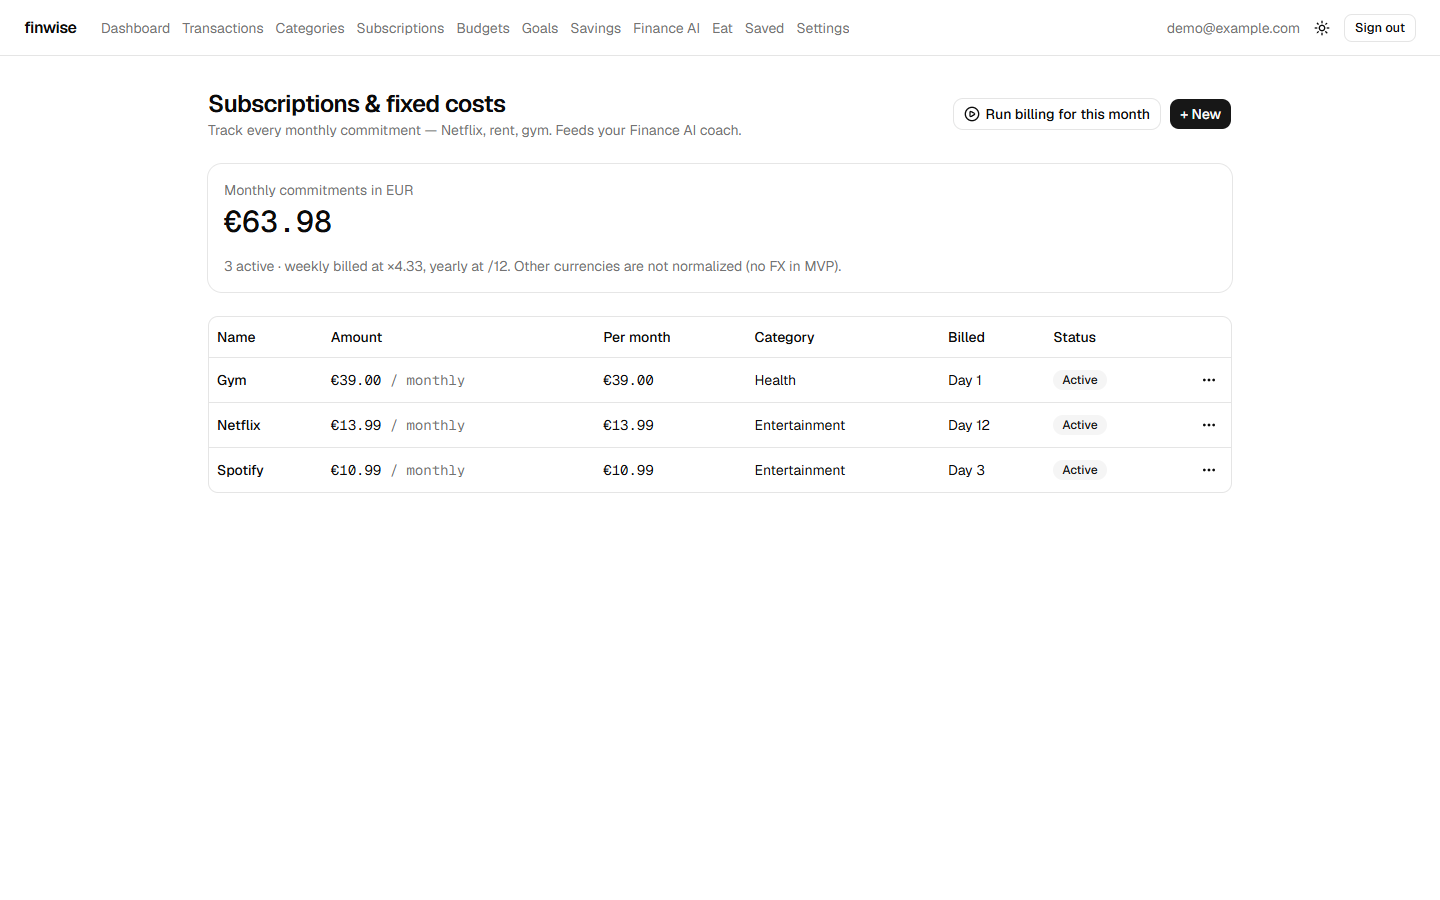 finwise Dashboard Transactions Categories Subscriptions Budgets Goals Savings Finance AI Eat Saved Settings demo@example.com Sign out
Subscriptions & fixed costs
Track every monthly commitment — Netflix, rent, gym. Feeds your Finance AI coach.
Run billing for this month + New
Monthly commitments in EUR
€63.98
3 active · weekly billed at ×4.33, yearly at /12. Other currencies are not normalized (no FX in MVP).
Name Amount Per month Category Billed Status
Gym €39.00 / monthly €39.00 Health Day 1 Active
Netflix €13.99 / monthly €13.99 Entertainment Day 12 Active
Spotify €10.99 / monthly €10.99 Entertainment Day 3 Active